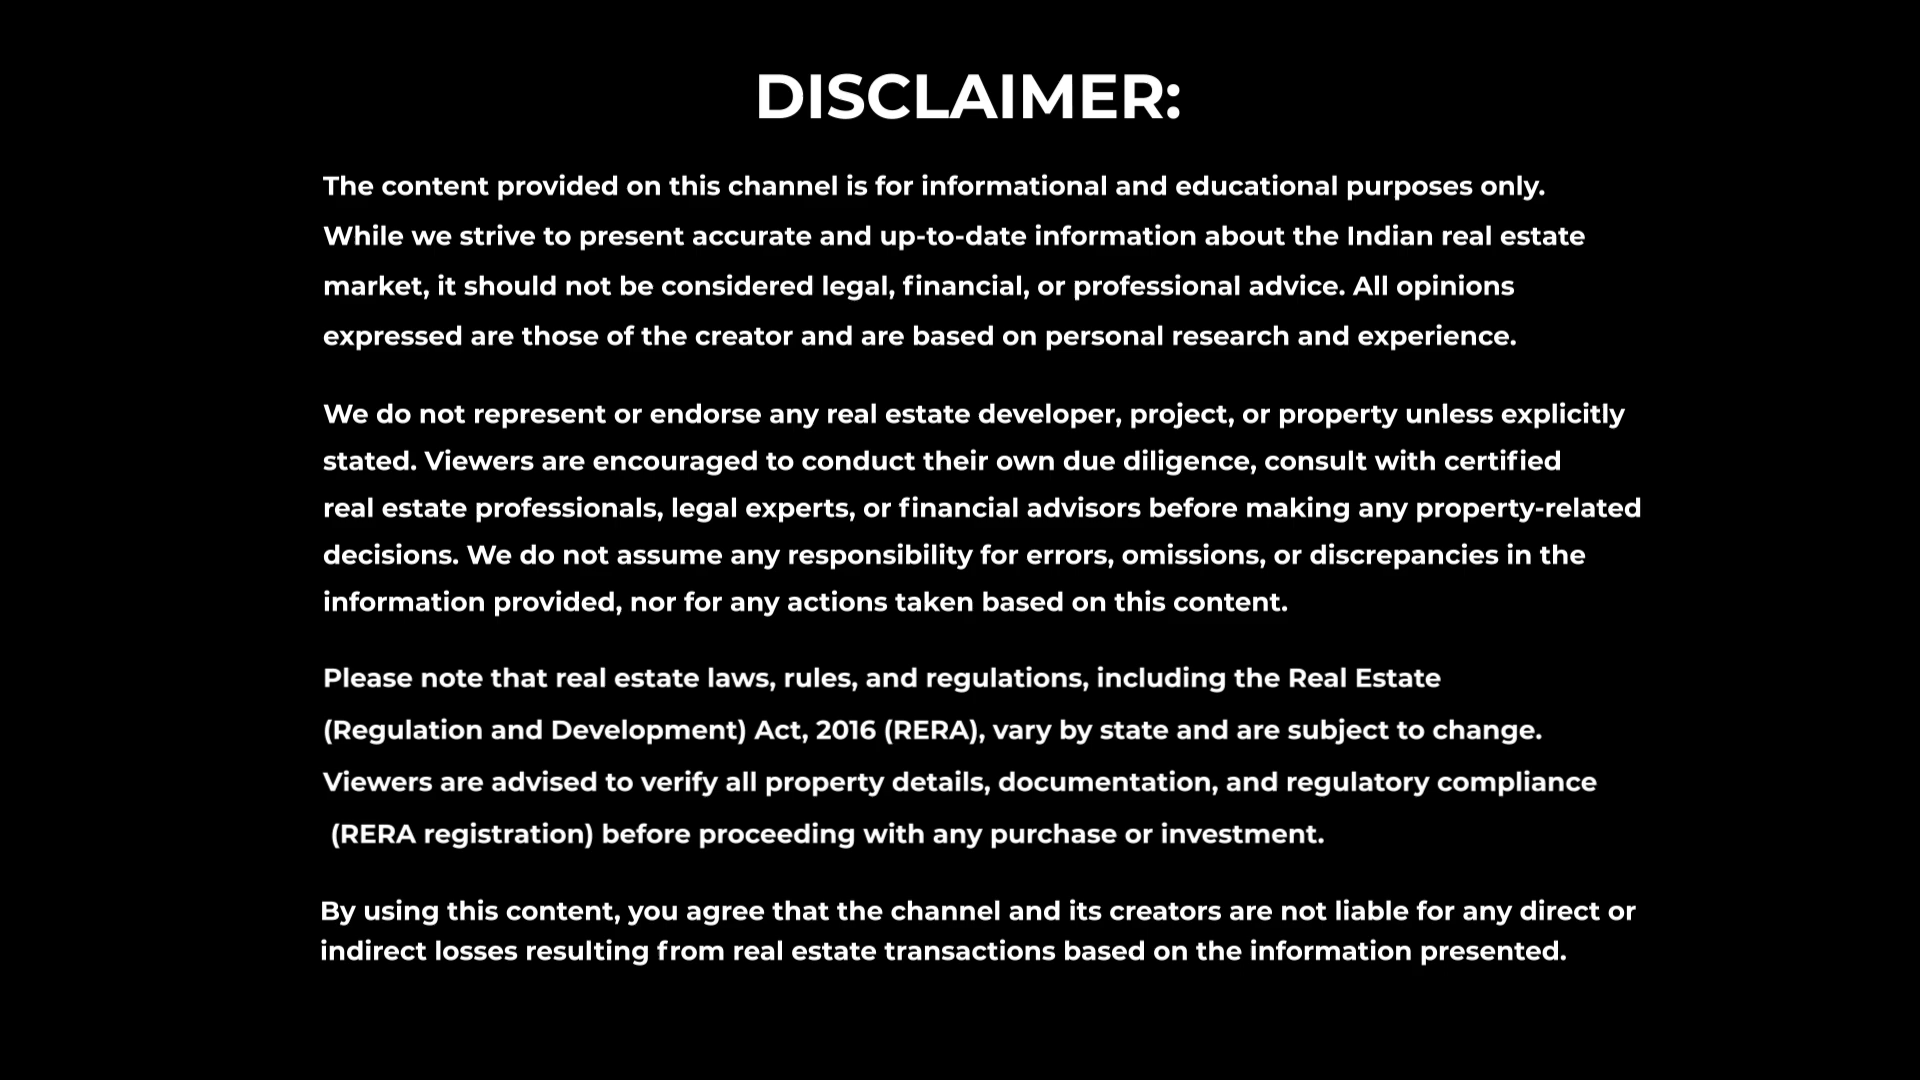 DISCLAIMER:
The content provided on this channel is for informational and educational purposes only.
While we strive to present accurate and up-to-date information about the Indian real estate
market, it should not be considered legal, financial, or professional advice. All opinions
expressed are those of the creator and are based on personal research and experience.
We do not represent or endorse any real estate developer, project, or property unless explicitly
stated. Viewers are encouraged to conduct their own due diligence, consult with certified
real estate professionals, legal experts, or financial advisors before making any property-related
decisions. We do not assume any responsibility for errors, omissions, or discrepancies in the
information provided, nor for any actions taken based on this content.
Please note that real estate laws, rules, and regulations, including the Real Estate
(Regulation and Development) Act, 2016 (RERA), vary by state and are subject to change.
Viewers are advised to verify all property details, documentation, and regulatory compliance
(RERA registration) before proceeding with any purchase or investment.
By using this content, you agree that the channel and its creators are not liable for any direct or
indirect losses resulting from real estate transactions based on the information presented.